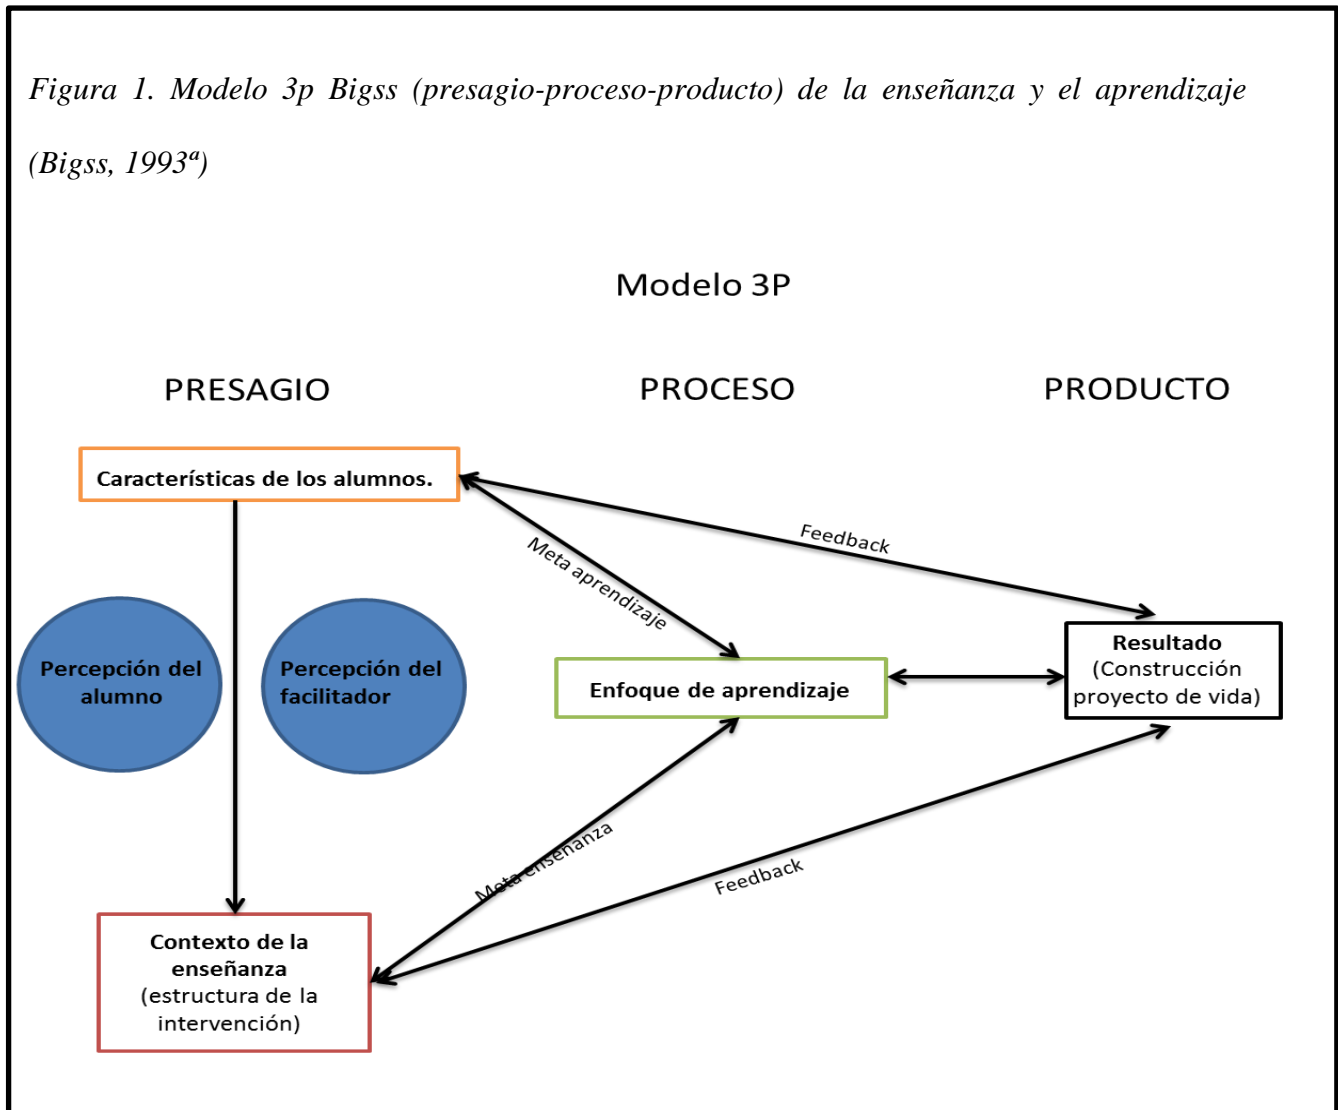 Figura 1. Modelo 3p Bigss (presagio-proceso-producto) de la enseñanza y el aprendizaje
(Bigss, 1993ª)
Modelo 3P
PRESAGIO
PROCESO
PRODUCTO
Característícas de los alumnos.
Feedback
Meta aprendizaje
Percepción del
alumno
Percepción del
facilitador
Enfoque de aprendizaje
Resultado
(Construcción
proyecto de vida)
Meta enseñanza
Feedback
Contexto de la
enseñanza
(estructura de la
intervención)